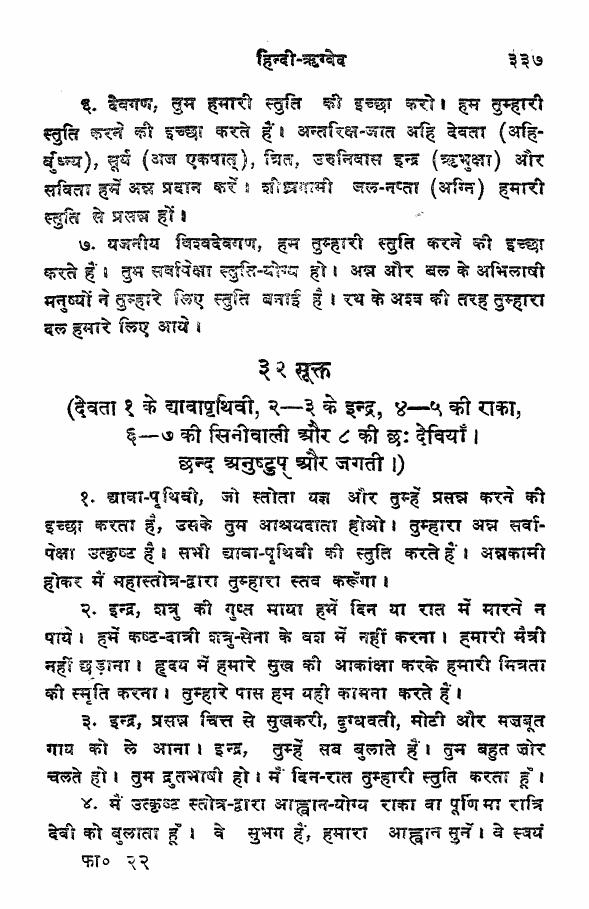 हिन्दी-ऋग्वेद ३३७
६. देवगण, तुम हमारी स्तुति की इच्छा करो। हम तुम्हारी
स्तुति करने की इच्छा करते हैं। अन्तरिक्ष-जात अहि देवता (अहि-
र्बुध्न्य), सूर्य (अज एकपात्), त्रित, उरुनिवास इन्द्र (ऋभुक्षा) और
सविता हमें अन्न प्रदान करें। शीघ्रगामी जल-नप्ता (अग्नि) हमारी
स्तुति से प्रसन्न हों।
७. यजनीय विश्वदेवगण, हम तुम्हारी स्तुति करने की इच्छा
करते हैं। तुम सर्वापेक्षा स्तुति-योग्य हो। अन्न और बल के अभिलाषी
मनुष्यों ने तुम्हारे लिए स्तुति बनाई है। रथ के अश्व की तरह तुम्हारा
दल हमारे लिए आये।
३२ सूक्त
(देवता १ के द्यावापृथिवी, २—३ के इन्द्र, ४—५ की राका,
६—७ की सिनीवाली और ८ की छः देवियाँ।
छन्द अनुष्टुप् और जगती।)
१. द्यावा-पृथिवी, जो स्तोता यज्ञ और तुम्हें प्रसन्न करने की
इच्छा करता है, उसके तुम आश्रयदाता होओ। तुम्हारा अन्न सर्वा-
पेक्षा उत्कृष्ट है। सभी द्यावा-पृथिवी की स्तुति करते हैं। अन्नकामी
होकर मैं महास्तोत्र-द्वारा तुम्हारा स्तव करूँगा।
२. इन्द्र, शत्रु की गुप्त माया हमें दिन या रात में मारने न
पाये। हमें कष्ट-दात्री शत्रु-सेना के वश में नहीं करना। हमारी मैत्री
नहीं छुड़ाना। हृदय में हमारे सुख की आकांक्षा करके हमारी मित्रता
की स्मृति करना। तुम्हारे पास हम यही कामना करते हैं।
३. इन्द्र, प्रसन्न चित्त से सुखकरी, दुग्धवती, मोटी और मजबूत
गाय को ले आना। इन्द्र, तुम्हें सब बुलाते हैं। तुम बहुत ज़ोर
चलते हो। तुम द्रुतभाषी हो। मैं दिन-रात तुम्हारी स्तुति करता हूँ।
४. मैं उत्कृष्ट स्तोत्र-द्वारा आह्वान-योग्य राका वा पूर्णिमा रात्रि
देवी को बुलाता हूँ। वे सुभग हैं, हमारा आह्वान सुनें। वे स्वयं
फा० २२